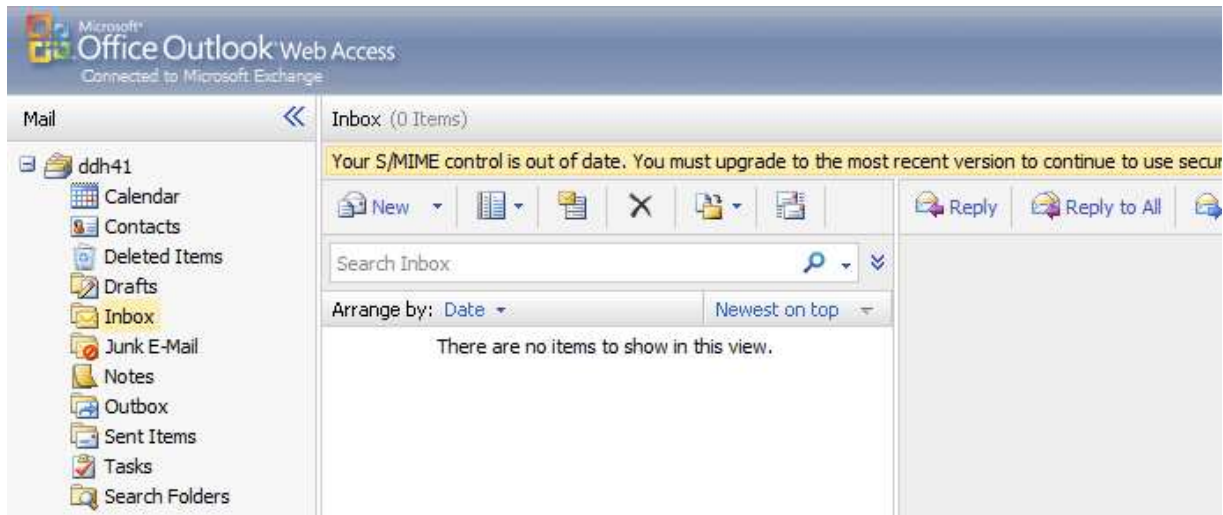 Microsoft®
Office Outlook Web Access
Connected to Microsoft Exchange
Mail
Inbox (0 Items)
ddh41
Your S/MIME control is out of date. You must upgrade to the most recent version to continue to use secur
Calendar
Contacts
Deleted Items
Drafts
Inbox
Junk E-Mail
Notes
Outbox
Sent Items
Tasks
Search Folders
New
Reply
Reply to All
Search Inbox
Arrange by: Date
Newest on top
There are no items to show in this view.